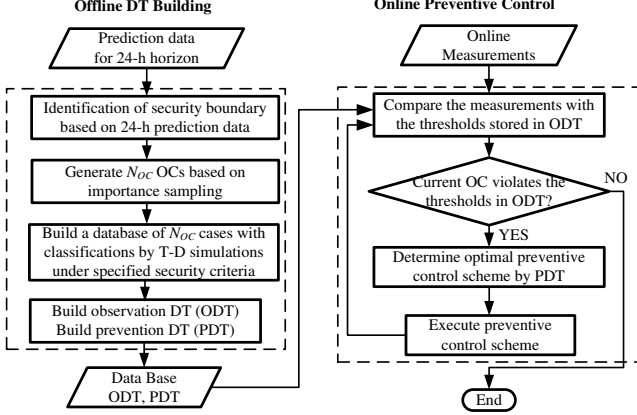 Offline DT Building
Prediction data
for 24-h horizon
Identification of security boundary
based on 24-h prediction data
Generate NOC OCs based on
importance sampling
Build a database of NOC cases with
classifications by T-D simulations
under specified security criteria
Build observation DT (ODT)
Build prevention DT (PDT)
Data Base
ODT, PDT
Online Preventive Control
Online
Measurements
Compare the measurements with
the thresholds stored in ODT
Current OC violates the
thresholds in ODT?
NO
YES
Determine optimal preventive
control scheme by PDT
Execute preventive
control scheme
End